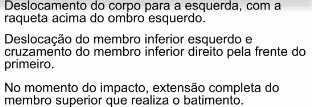 Deslocamento do corpo para a esquerda, com a
raqueta acima do ombro esquerdo.
Deslocação do membro inferior esquerdo e
cruzamento do membro inferior direito pela frente do
primeiro.
No momento do impacto, extensão completa do
membro superior que realiza o batimento.